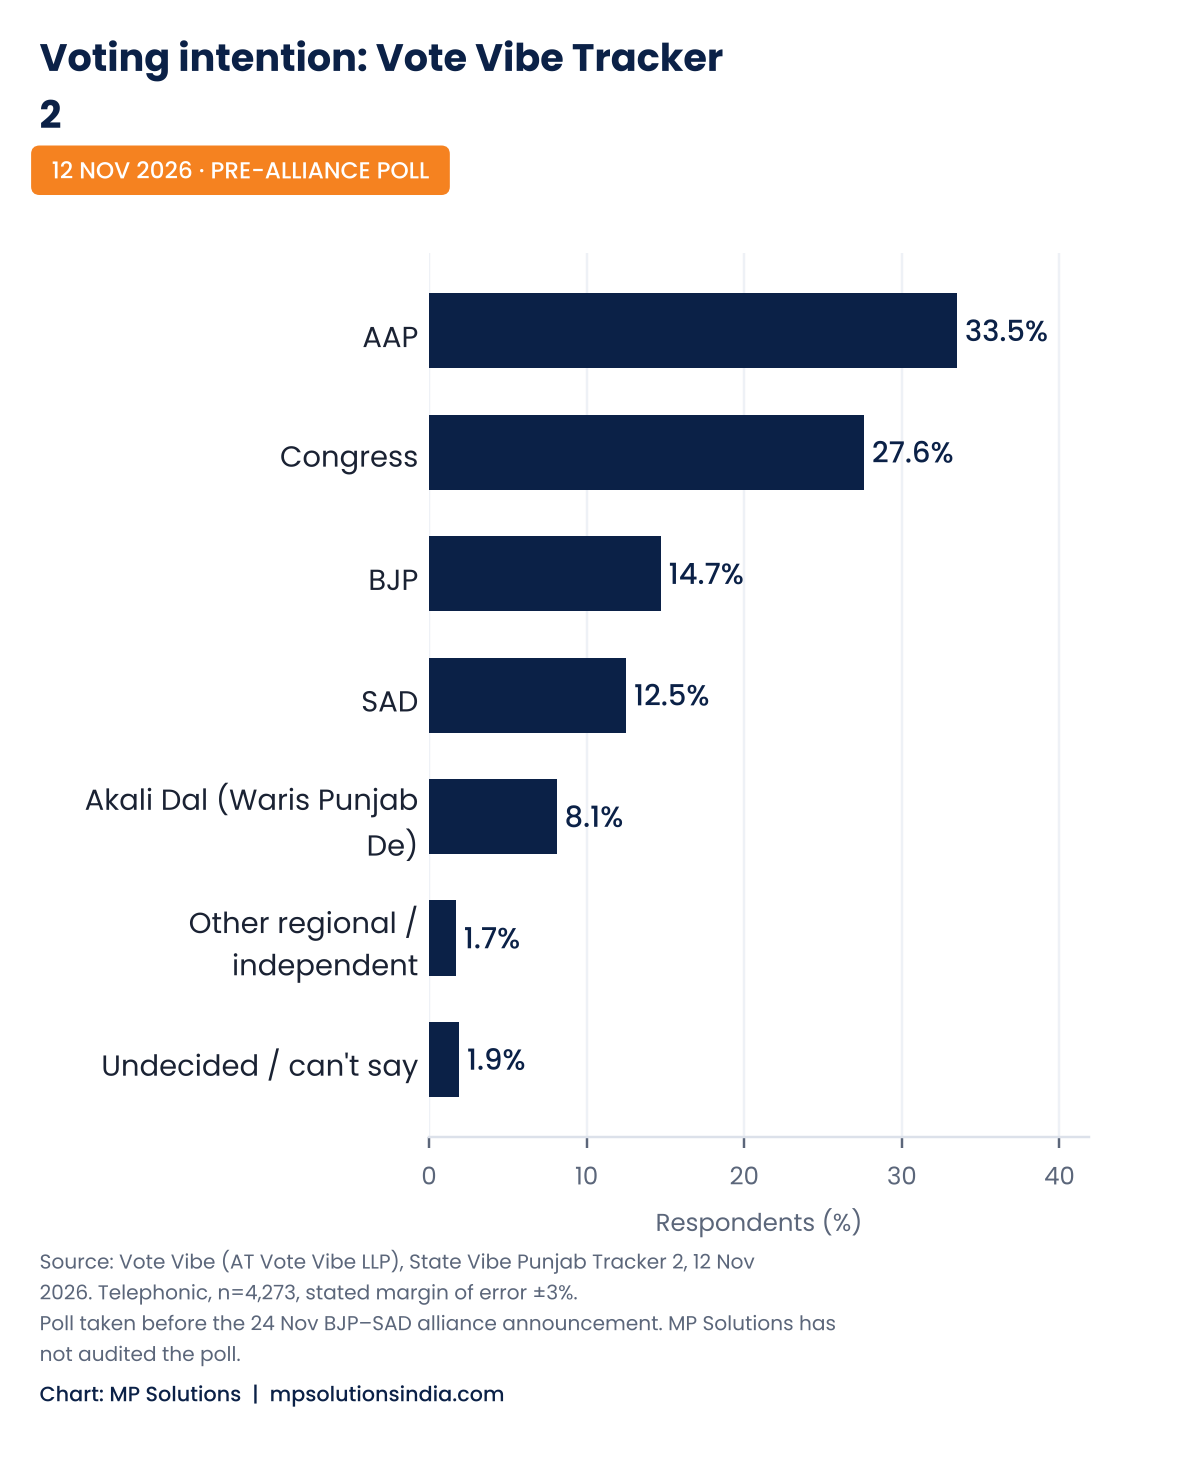 Voting intention: Vote Vibe Tracker
2
12 NOV 2026 · PRE-ALLIANCE POLL
AAP
33.5%
Congress
27.6%
BJP
14.7%
SAD
12.5%
Akali Dal (Waris Punjab
De)
8.1%
Other regional /
independent
1.7%
Undecided / can't say
1.9%
0 10 20 30 40
Respondents (%)
Source: Vote Vibe (AT Vote Vibe LLP), State Vibe Punjab Tracker 2, 12 Nov
2026. Telephonic, n=4,273, stated margin of error ±3%.
Poll taken before the 24 Nov BJP–SAD alliance announcement. MP Solutions has
not audited the poll.
Chart: MP Solutions | mpsolutionsindia.com